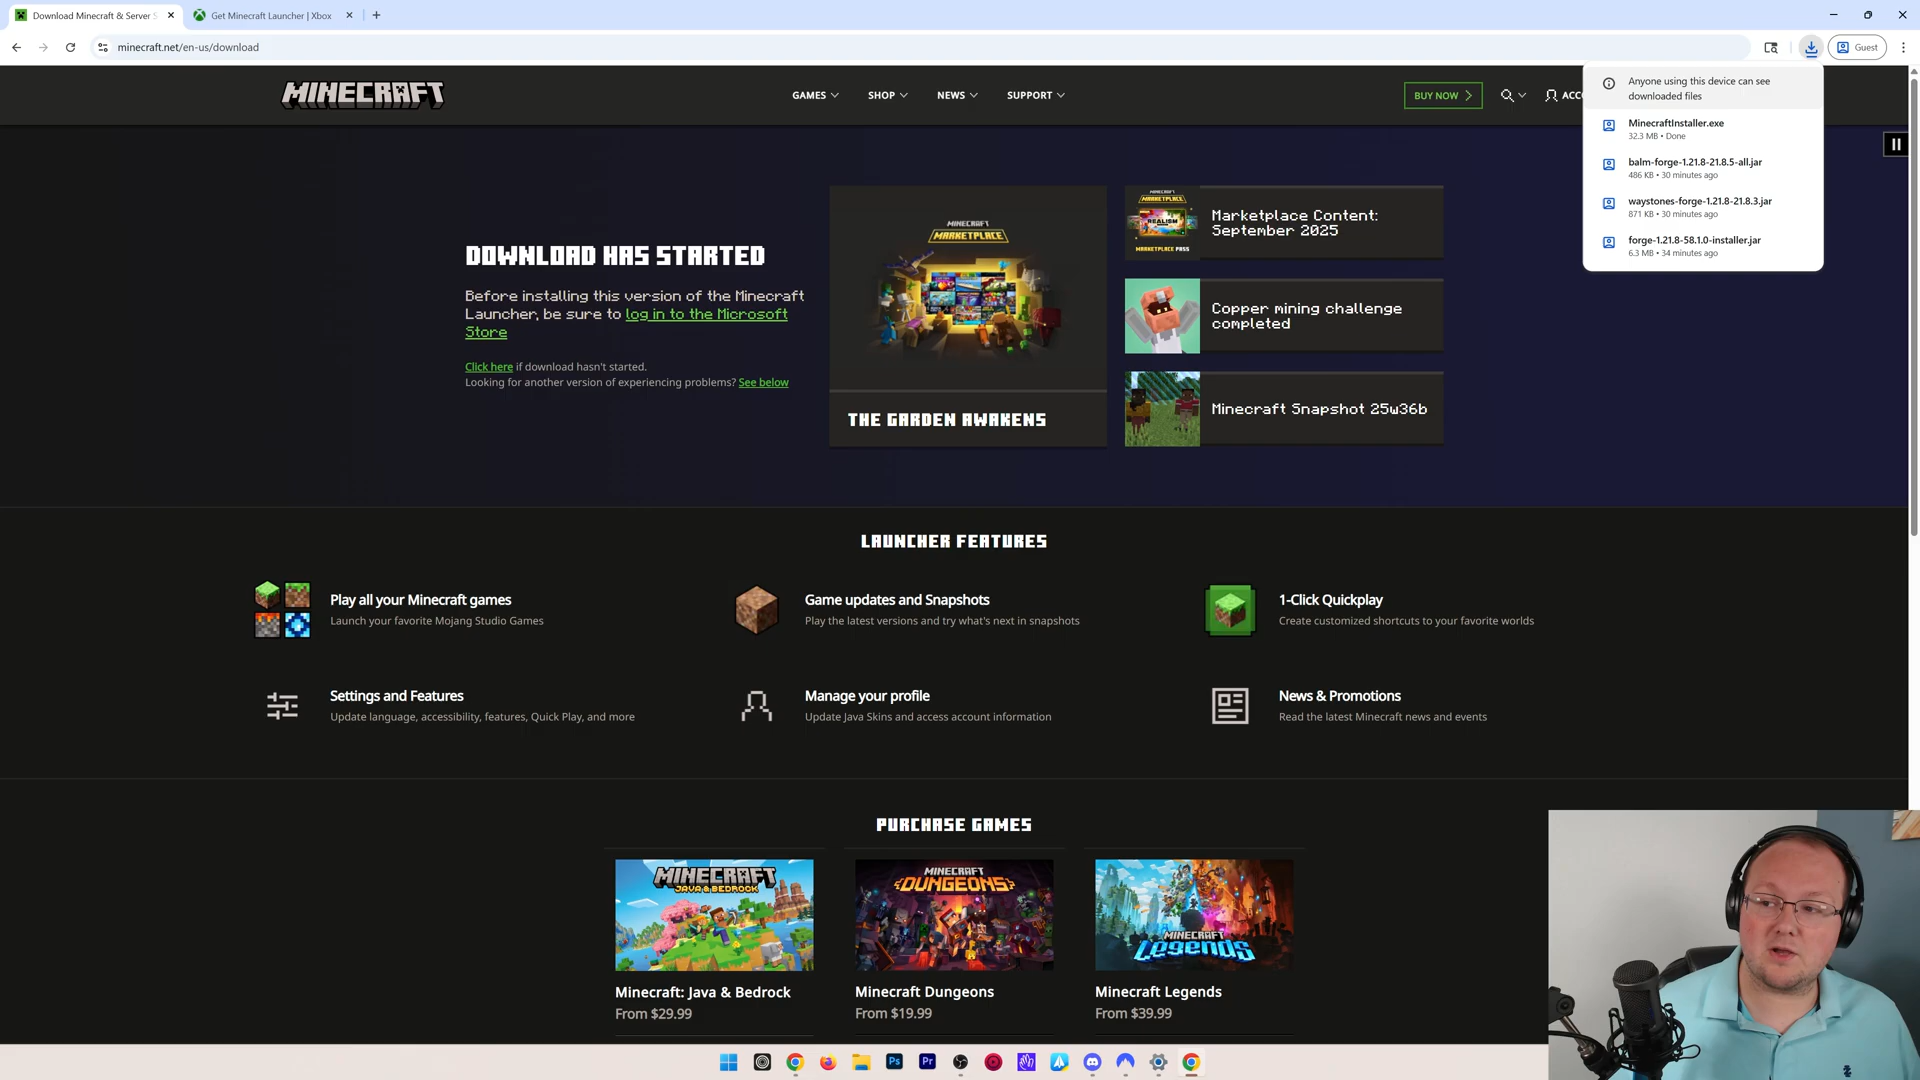 Download Minecraft & Server S
Get Minecraft Launcher | Xbox
minecraft.net/en-us/download
Guest
MINECRAFT
GAMES
SHOP
NEWS
SUPPORT
BUY NOW
ACC
Anyone using this device can see
downloaded files
MinecraftInstaller.exe
32.3 MB • Done
balm-forge-1.21.8-21.8.5-all.jar
486 KB • 30 minutes ago
waystones-forge-1.21.8-21.8.3.jar
871 KB • 30 minutes ago
forge-1.21.8-58.1.0-installer.jar
6.3 MB • 34 minutes ago
DOWNLOAD HAS STARTED
Before installing this version of the Minecraft
Launcher, be sure to log in to the Microsoft
Store
Click here if download hasn't started.
Looking for another version of experiencing problems? See below
MINECRAFT
MARKETPLACE
THE GARDEN AWAKENS
MINECRAFT
MARKETPLACE
REALISM
MARKETPLACE PASS
Marketplace Content:
September 2025
Copper mining challenge
completed
Minecraft Snapshot 25w36b
LAUNCHER FEATURES
Play all your Minecraft games
Launch your favorite Mojang Studio Games
Game updates and Snapshots
Play the latest versions and try what's next in snapshots
1-Click Quickplay
Create customized shortcuts to your favorite worlds
Settings and Features
Update language, accessibility, features, Quick Play, and more
Manage your profile
Update Java Skins and access account information
News & Promotions
Read the latest Minecraft news and events
PURCHASE GAMES
MINECRAFT
JAVA & BEDROCK
MINECRAFT
DUNGEONS
MINECRAFT
Legends
Minecraft: Java & Bedrock
From $29.99
Minecraft Dungeons
From $19.99
Minecraft Legends
From $39.99
Ps
Pr